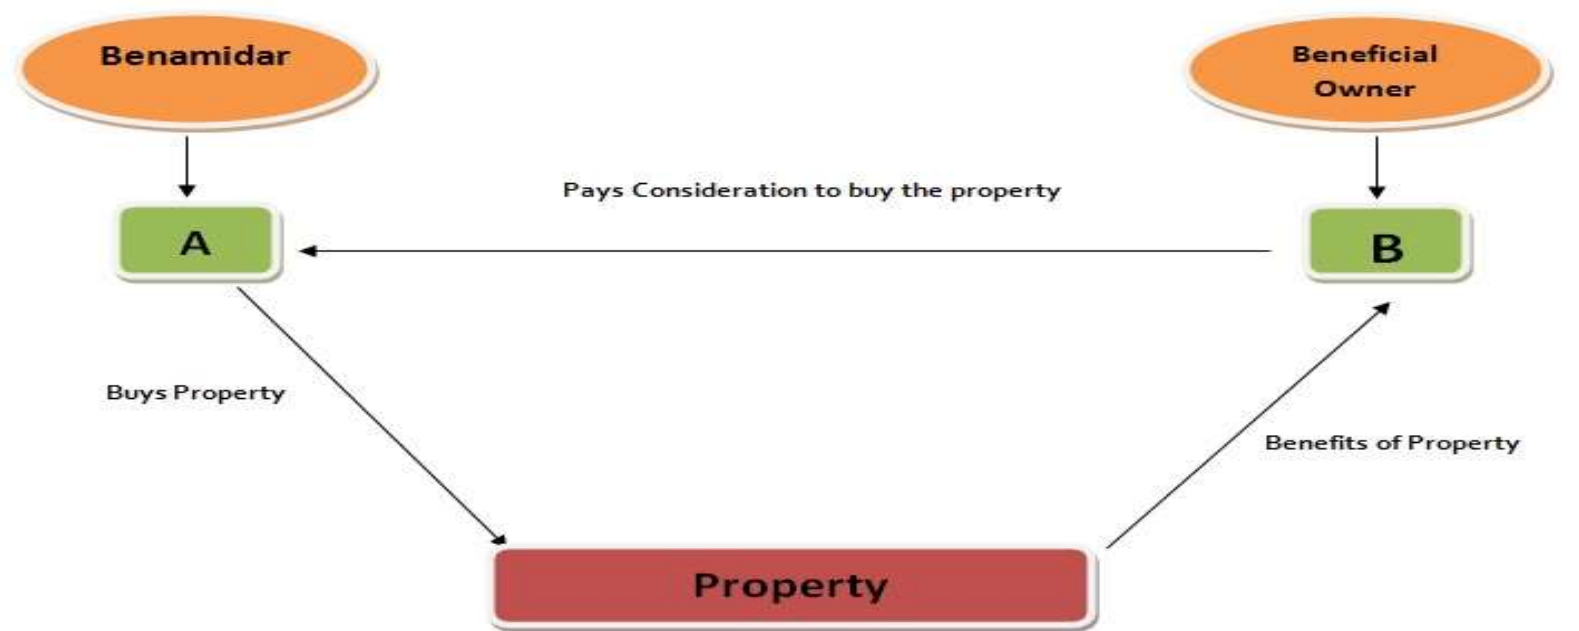 Benamidar
Beneficial
Owner
Pays Consideration to buy the property
A
B
Buys Property
Benefits of Property
Property